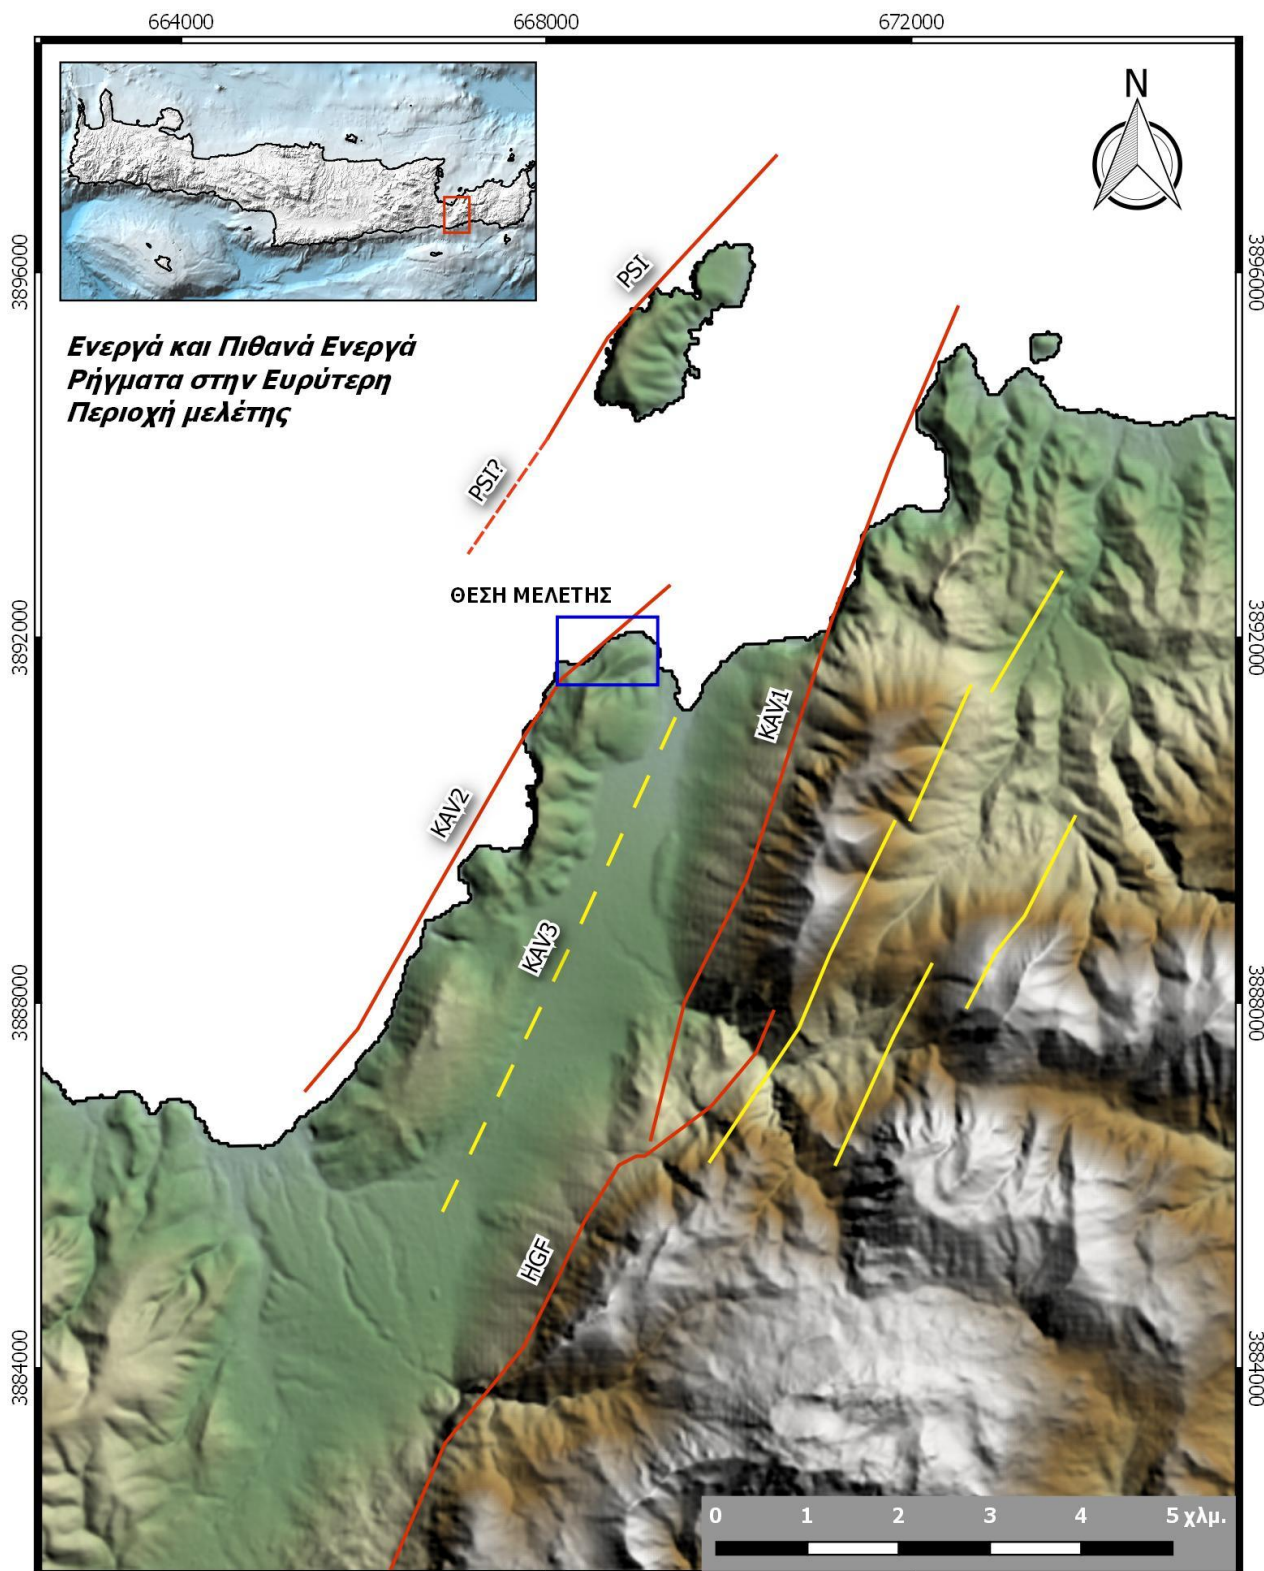 664000
668000
672000
N
3896000
3896000
Ενεργά και Πιθανά Ενεργά
Ρήγματα στην Ευρύτερη
Περιοχή μελέτης
PSI
PSI?
ΘΕΣΗ ΜΕΛΕΤΗΣ
3892000
3892000
KAV1
KAV2
KAV3
3888000
3888000
HGF
3884000
3884000
0 1 2 3 4 5 χλμ.